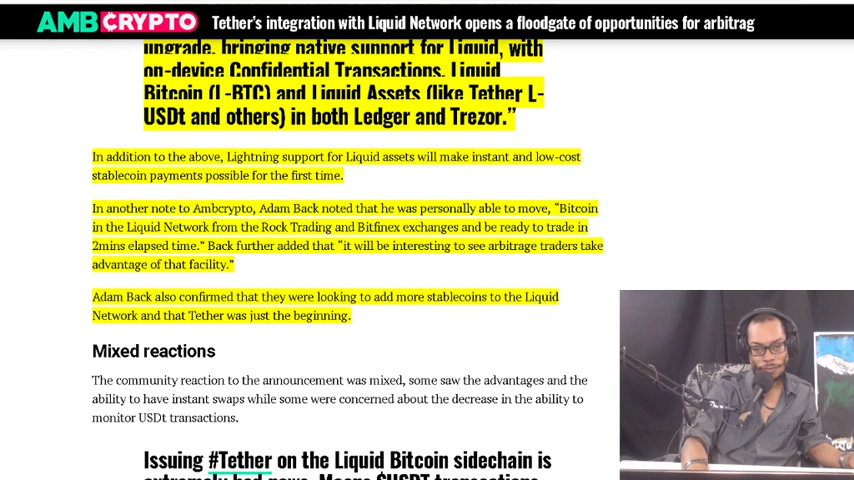 AMBCRYPTO Tether's integration with Liquid Network opens a floodgate of opportunities for arbitrag
upgrade, bringing native support for Liquid, with
on-device Confidential Transactions. Liquid
Bitcoin (L-BTC) and Liquid Assets (like Tether L-
USDt and others) in both Ledger and Trezor."
In addition to the above, Lightning support for Liquid assets will make instant and low-cost
stablecoin payments possible for the first time.
In another note to Ambcrypto, Adam Back noted that he was personally able to move, "Bitcoin
in the Liquid Network from the Rock Trading and Bitfinex exchanges and be ready to trade in
2mins elapsed time." Back further added that "it will be interesting to see arbitrage traders take
advantage of that facility."
Adam Back also confirmed that they were looking to add more stablecoins to the Liquid
Network and that Tether was just the beginning.
Mixed reactions
The community reaction to the announcement was mixed, some saw the advantages and the
ability to have instant swaps while some were concerned about the decrease in the ability to
monitor USDt transactions.
Issuing #Tether on the Liquid Bitcoin sidechain is
extremely bad news. Means $USDT transactions